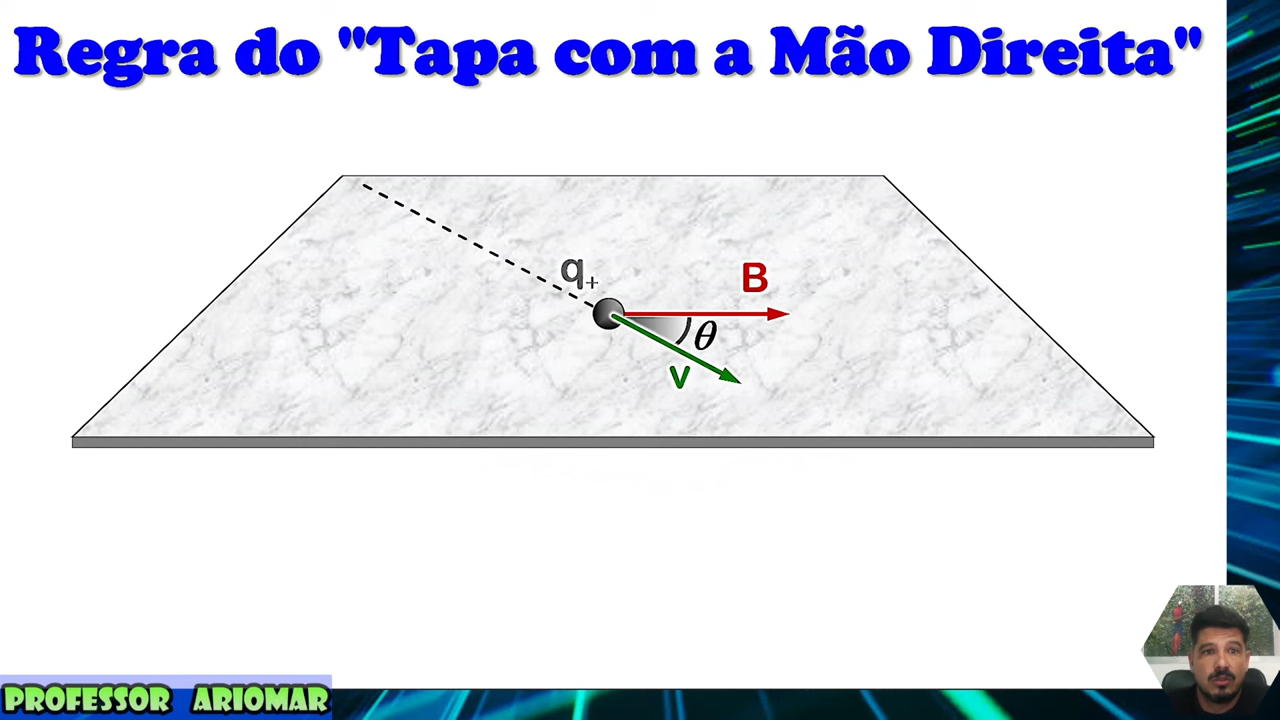 Regra do "Tapa com a Mão Direita"
q+
B
θ
v
PROFESSOR ARIOMAR